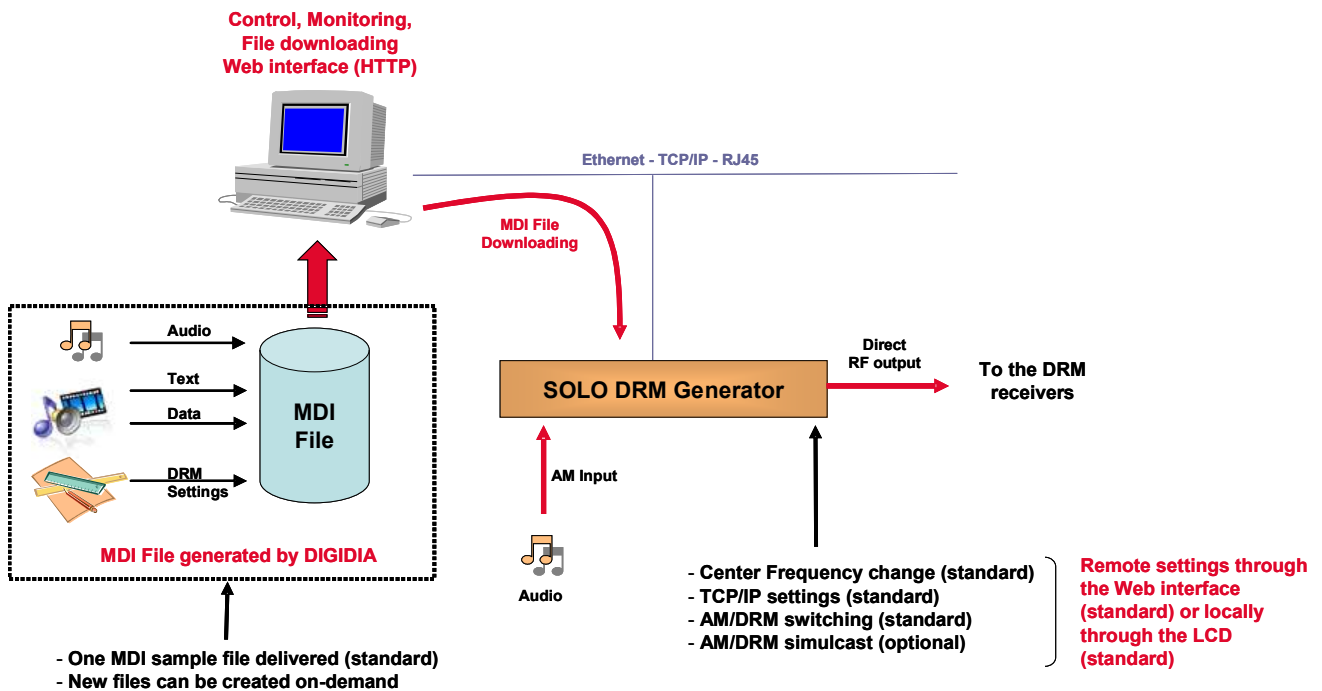 Control, Monitoring,
File downloading
Web interface (HTTP)
Ethernet - TCP/IP - RJ45
MDI File
Downloading
Audio
Text
Data
DRM
Settings
MDI
File
MDI File generated by DIGIDIA
- One MDI sample file delivered (standard)
- New files can be created on-demand
SOLO DRM Generator
Direct
RF output
To the DRM
receivers
AM Input
Audio
- Center Frequency change (standard)
- TCP/IP settings (standard)
- AM/DRM switching (standard)
- AM/DRM simulcast (optional)
Remote settings through
the Web interface
(standard) or locally
through the LCD
(standard)